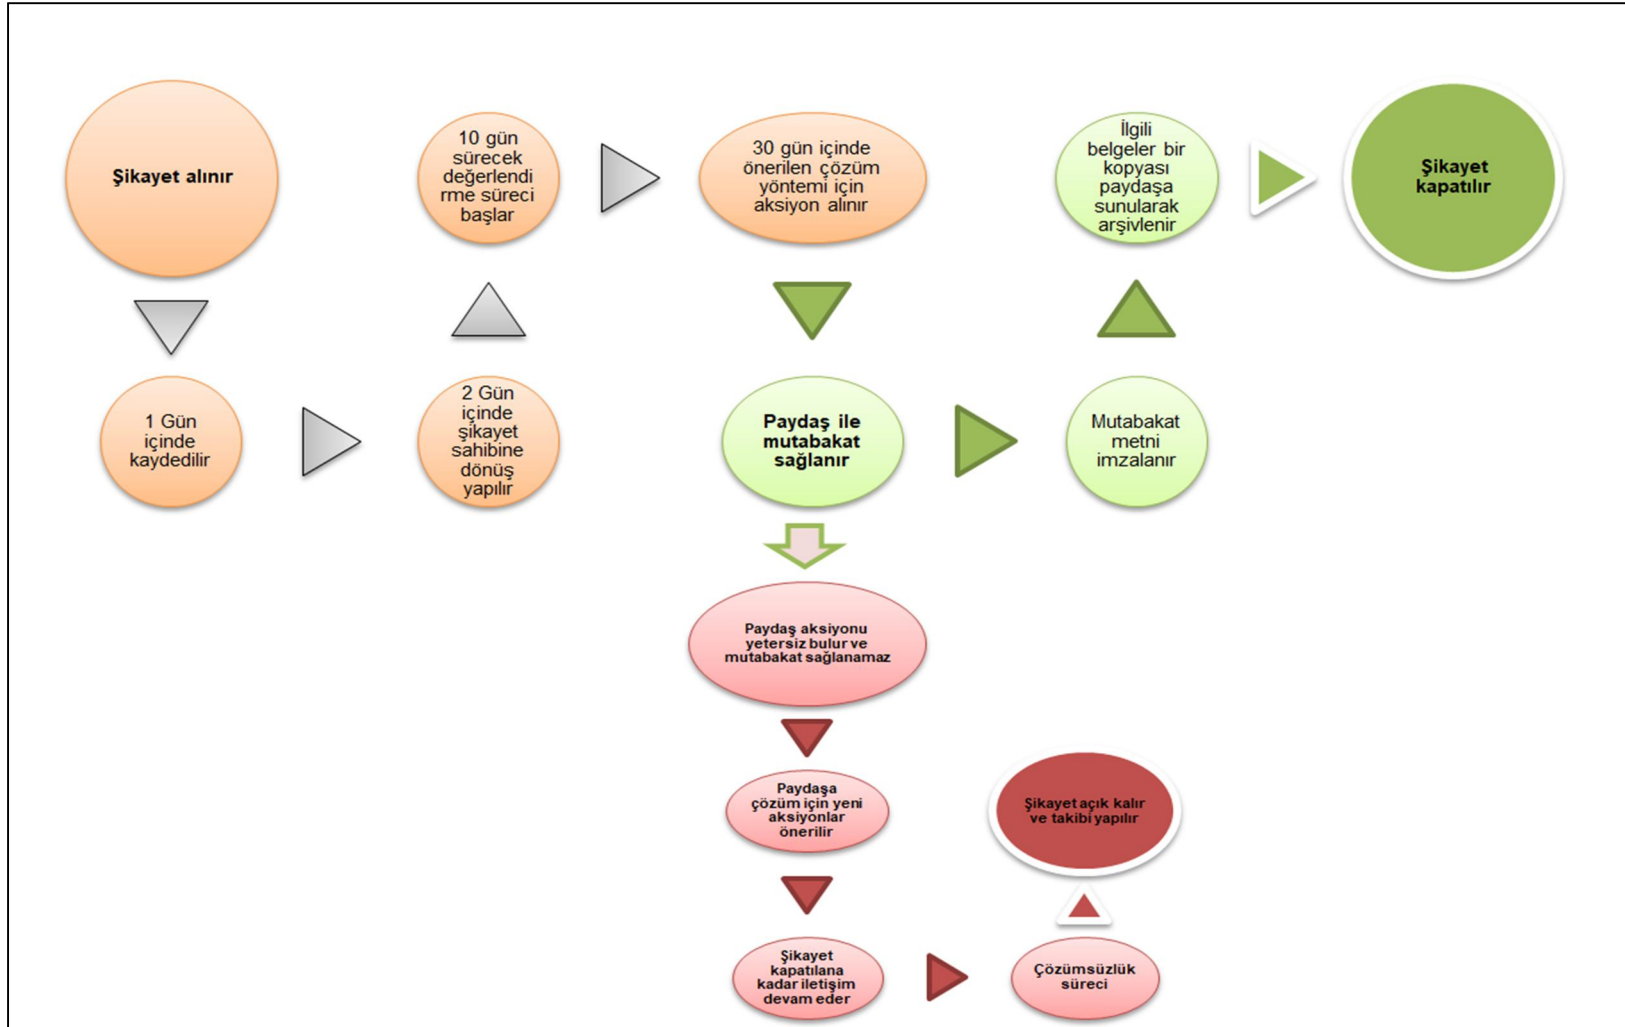 Şikayet alınır
1 Gün
içinde
kaydedilir
2 Gün
içinde
şikayet
sahibine
dönüş
yapılır
10 gün
sürecek
değerlendi
rme süreci
başlar
30 gün içinde
önerilen çözüm
yöntemi için
aksiyon alınır
Paydaş ile
mutabakat
sağlanır
Mutabakat
metni
imzalanır
İlgili
belgeler bir
kopyası
paydaşa
sunularak
arşivlenir
Şikayet
kapatılır
Paydaş aksiyonu
yetersiz bulur ve
mutabakat sağlanamaz
Paydaşa
çözüm için yeni
aksiyonlar
önerilir
Şikayet
kapatılana
kadar iletişim
devam eder
Çözümsüzlük
süreci
Şikayet açık kalır
ve takibi yapılır